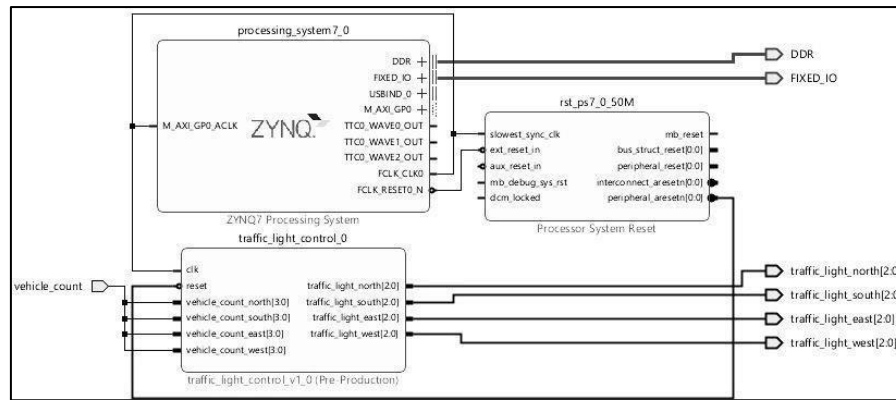 processing_system7_0
DDR
FIXED_IO
USBIND_0
M_AXI_GP0
M_AXI_GP0_ACLK
ZYNQ
TTC0_WAVE0_OUT
TTC0_WAVE1_OUT
TTC0_WAVE2_OUT
FCLK_CLK0
FCLK_RESET0_N
ZYNQ7 Processing System
DDR
FIXED_IO
rst_ps7_0_50M
slowest_sync_clk
ext_reset_in
aux_reset_in
mb_debug_sys_rst
dcm_locked
mb_reset
bus_struct_reset[0:0]
peripheral_reset[0:0]
interconnect_aresetn[0:0]
peripheral_aresetn[0:0]
Processor System Reset
traffic_light_control_0
vehicle_count
clk
reset
vehicle_count_north[3:0]
vehicle_count_south[3:0]
vehicle_count_east[3:0]
vehicle_count_west[3:0]
traffic_light_north[2:0]
traffic_light_south[2:0]
traffic_light_east[2:0]
traffic_light_west[2:0]
traffic_light_control_v1_0 (Pre-Production)
traffic_light_north[2:0
traffic_light_south[2:0
traffic_light_east[2:0]
traffic_light_west[2:0]